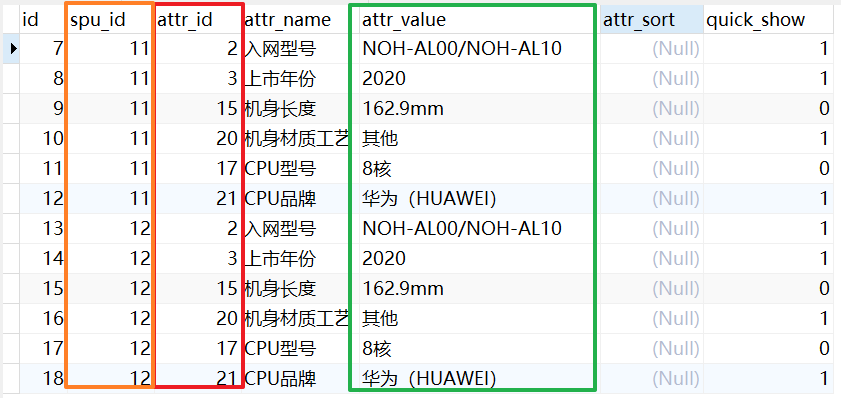 id spu_id attr_id attr_name attr_value attr_sort quick_show
7 11 2 入网型号 NOH-AL00/NOH-AL10 (Null) 1
8 11 3 上市年份 2020 (Null) 1
9 11 15 机身长度 162.9mm (Null) 0
10 11 20 机身材质工艺 其他 (Null) 1
11 11 17 CPU型号 8核 (Null) 0
12 11 21 CPU品牌 华为（HUAWEI） (Null) 1
13 12 2 入网型号 NOH-AL00/NOH-AL10 (Null) 1
14 12 3 上市年份 2020 (Null) 1
15 12 15 机身长度 162.9mm (Null) 0
16 12 20 机身材质工艺 其他 (Null) 1
17 12 17 CPU型号 8核 (Null) 0
18 12 21 CPU品牌 华为（HUAWEI） (Null) 1